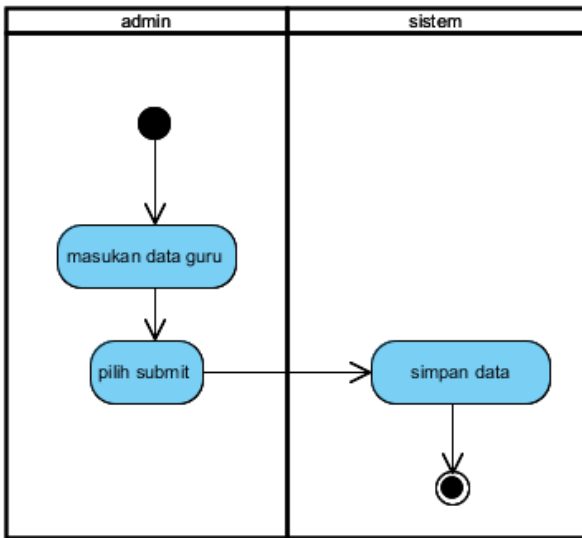 admin
sistem
masukan data guru
pilih submit
simpan data